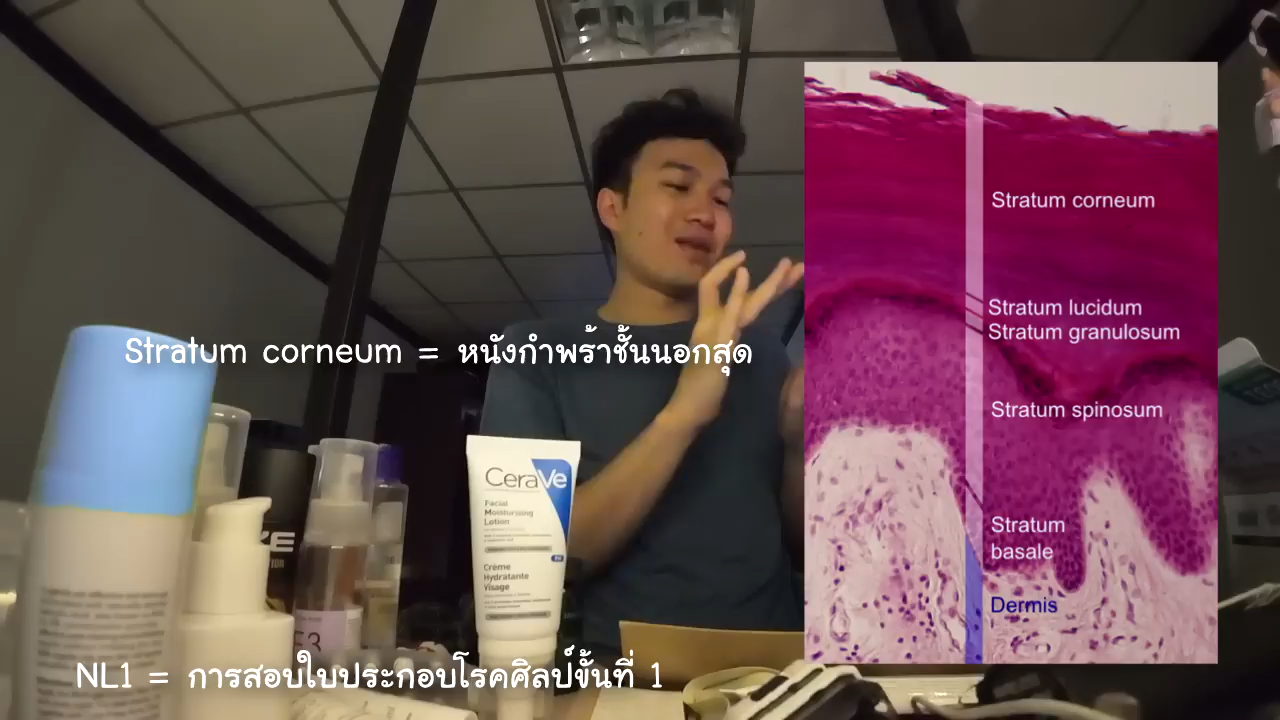 Stratum corneum
Stratum lucidum
Stratum granulosum
Stratum spinosum
Stratum
basale
Dermis
Stratum corneum = หนังกำพร้าชั้นนอกสุด
CeraVe
Facial
Moisturising
Lotion
Crème
Hydratante
Visage
NL1 = การสอบใบประกอบโรคศิลป์ขั้นที่ 1